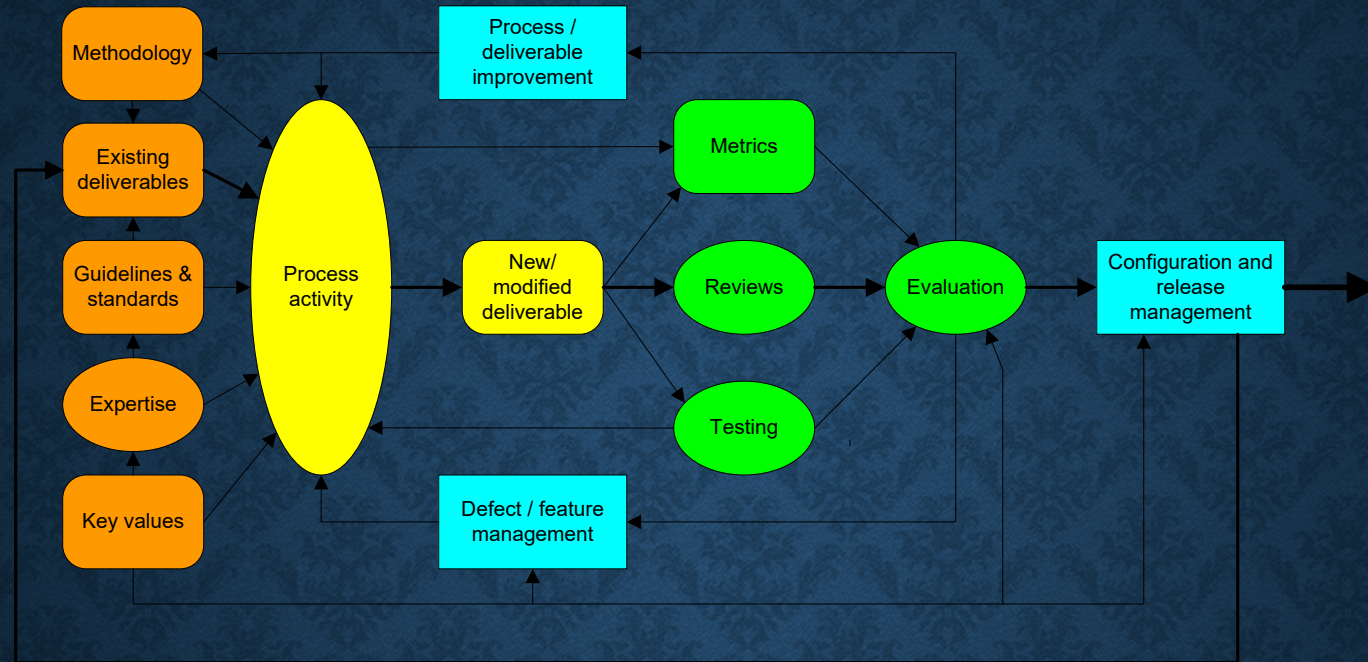 Methodology
Process /
deliverable
improvement
Existing
deliverables
Metrics
Guidelines &
standards
Process
activity
New/
modified
deliverable
Reviews
Evaluation
Configuration and
release
management
Expertise
Testing
Key values
Defect / feature
management